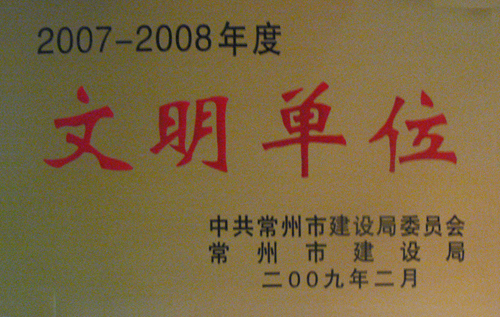 2007-2008年度
文明单位
中共常州市建设局委员会
常州市建设局
二00九年二月